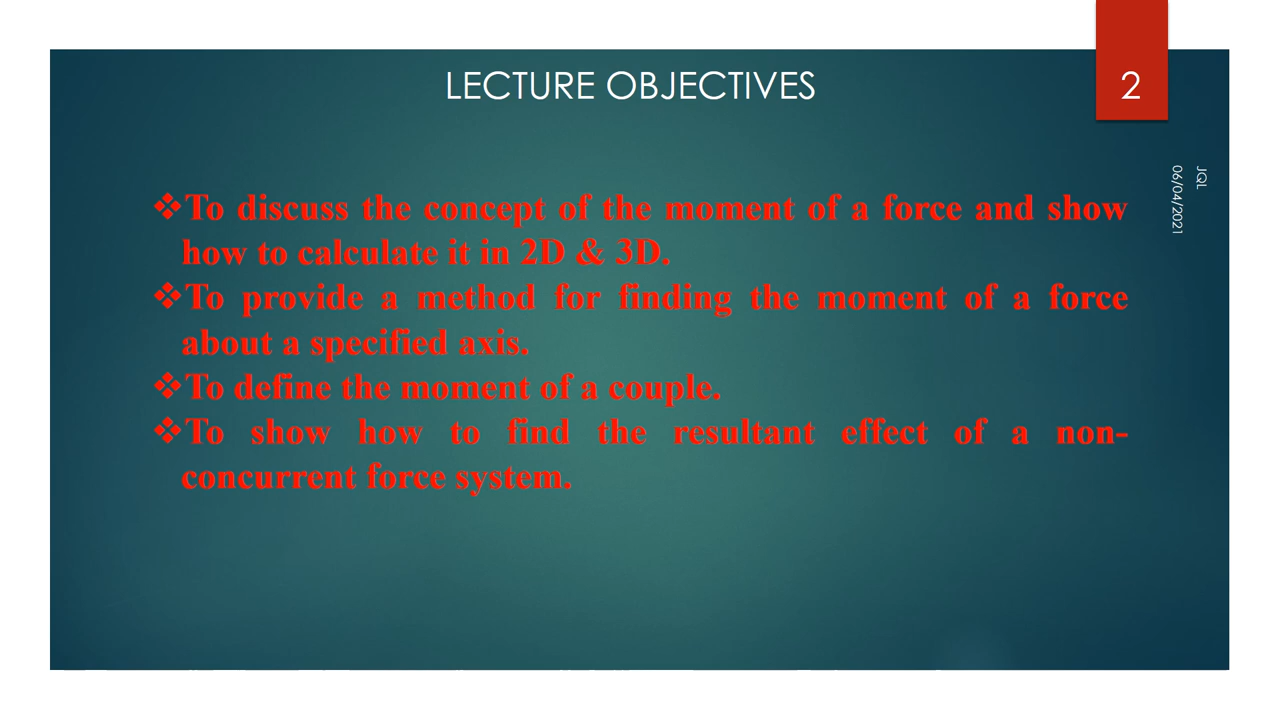 LECTURE OBJECTIVES
2
JQL
06/04/2021
❖To discuss the concept of the moment of a force and show
how to calculate it in 2D & 3D.
❖To provide a method for finding the moment of a force
about a specified axis.
❖To define the moment of a couple.
❖To show how to find the resultant effect of a non-
concurrent force system.